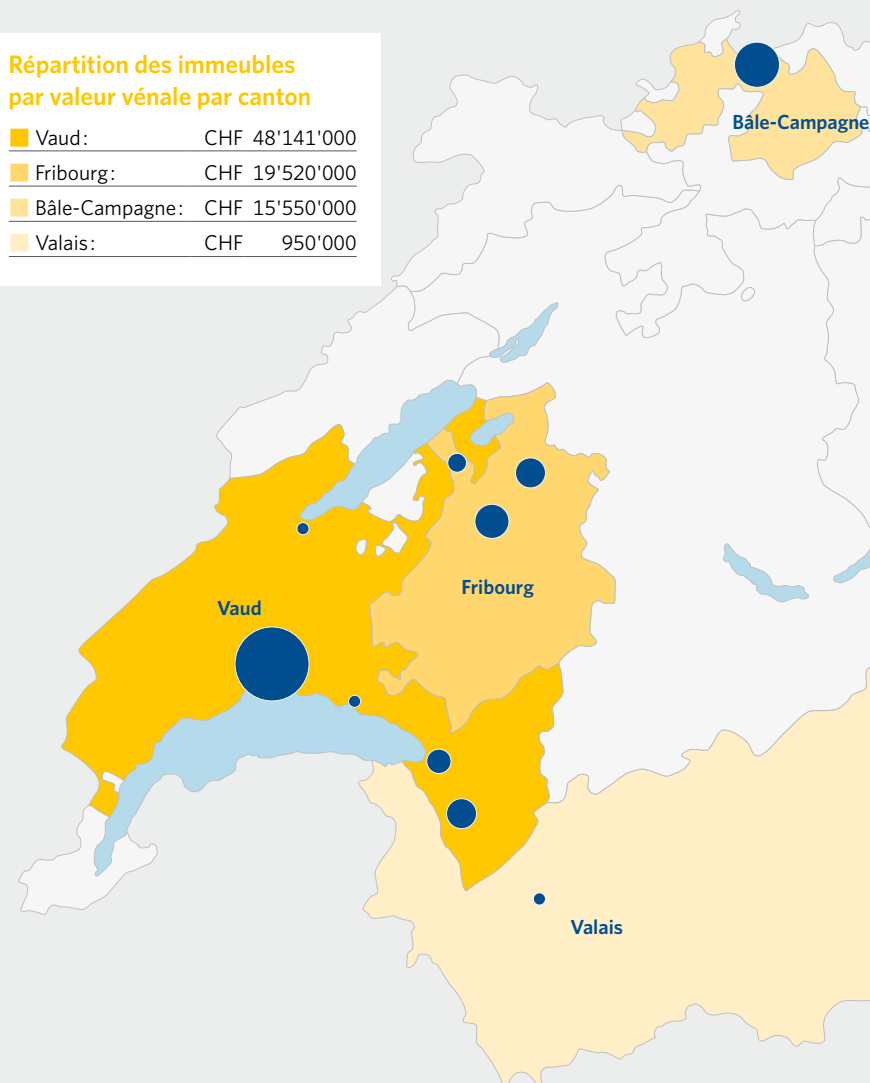 Répartition des immeubles
par valeur vénale par canton
Vaud: CHF 48'141'000
Fribourg: CHF 19'520'000
Bâle-Campagne: CHF 15'550'000
Valais: CHF 950'000
Bâle-Campagne
Fribourg
Vaud
Valais